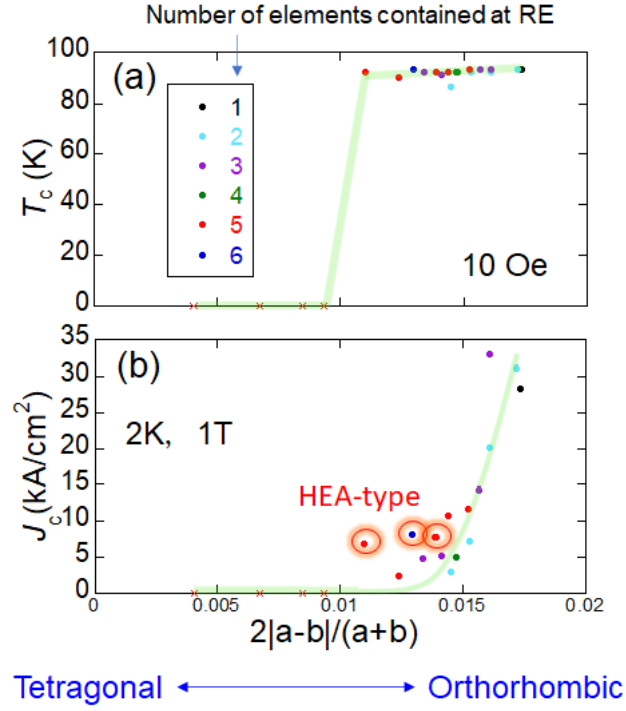 Number of elements contained at RE
(a)
100
80
60
40
20
0
T_c (K)
1
2
3
4
5
6
10 Oe
(b)
35
30
25
20
15
10
5
0
J_c(kA/cm²)
2K, 1T
HEA-type
0 0.005 0.01 0.015 0.02
2|a-b|/(a+b)
Tetragonal Orthorhombic